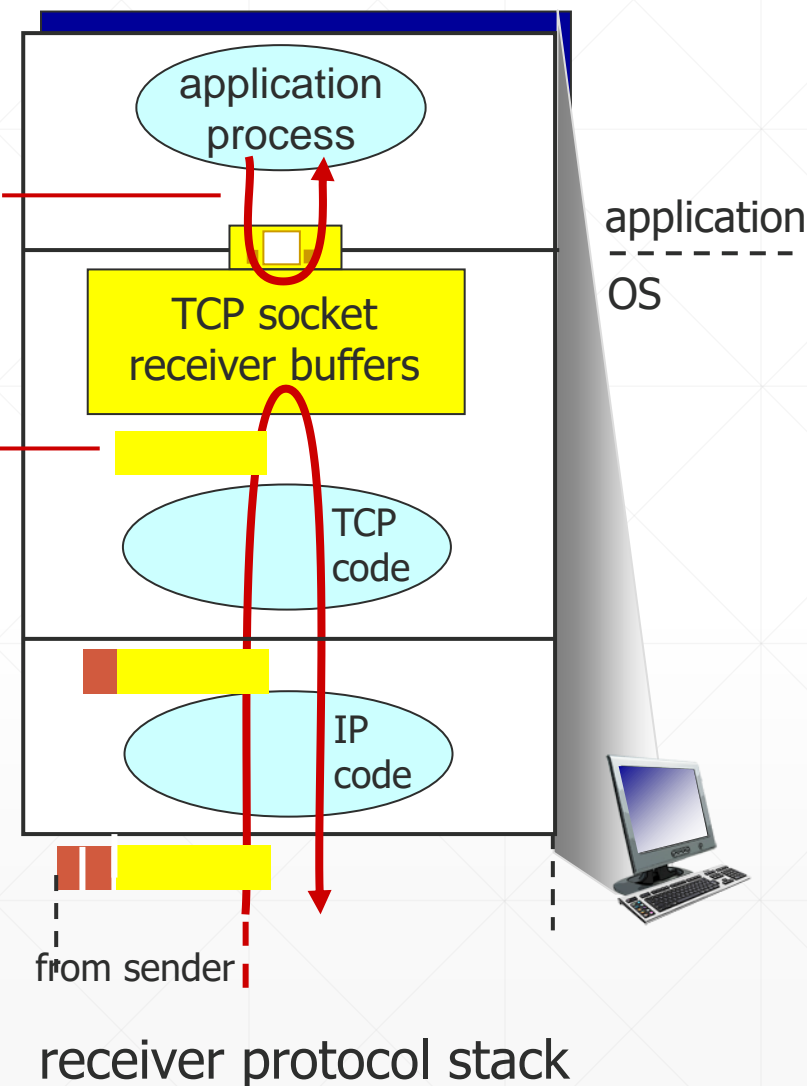 application
process
application
OS
TCP socket
receiver buffers
TCP
code
IP
code
from sender
receiver protocol stack